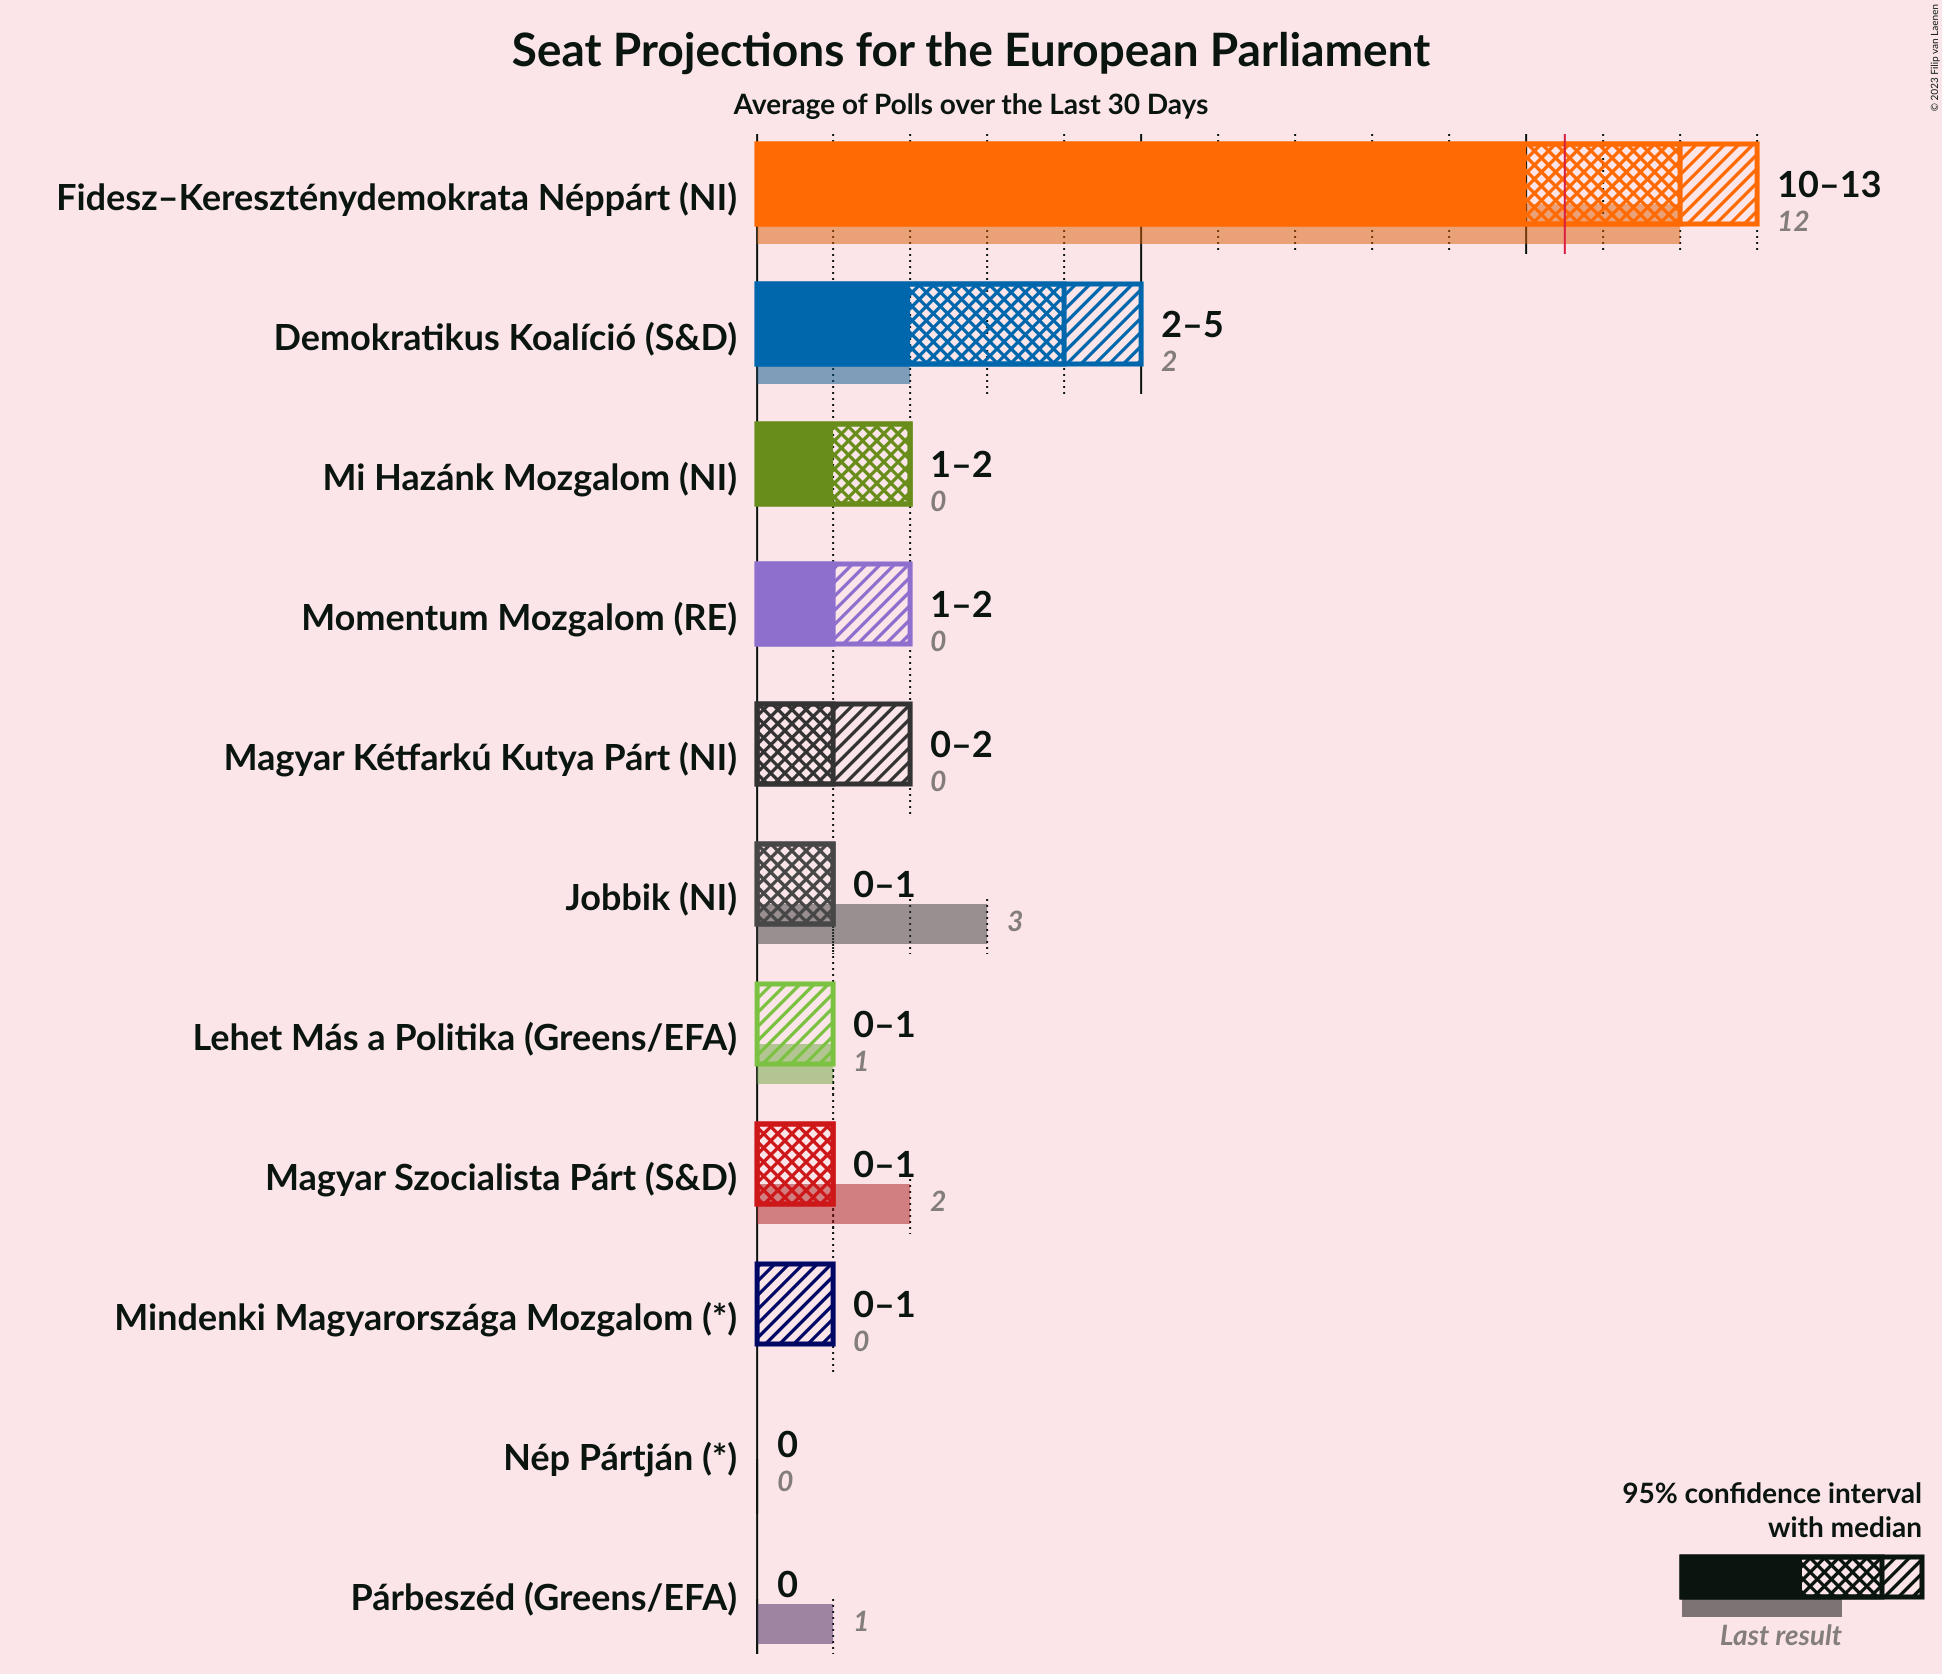 Seat Projections for the European Parliament
Average of Polls over the Last 30 Days
© 2023 Filip van Laenen
Fidesz–Kereszténydemokrata Néppárt (NI)
10–13
12
Demokratikus Koalíció (S&D)
2–5
2
Mi Hazánk Mozgalom (NI)
1–2
0
Momentum Mozgalom (RE)
1–2
0
Magyar Kétfarkú Kutya Párt (NI)
0–2
0
Jobbik (NI)
0–1
3
Lehet Más a Politika (Greens/EFA)
0–1
1
Magyar Szocialista Párt (S&D)
0–1
2
Mindenki Magyarországa Mozgalom (*)
0–1
0
Nép Pártján (*)
0
0
Párbeszéd (Greens/EFA)
0
1
95% confidence interval
with median
Last result